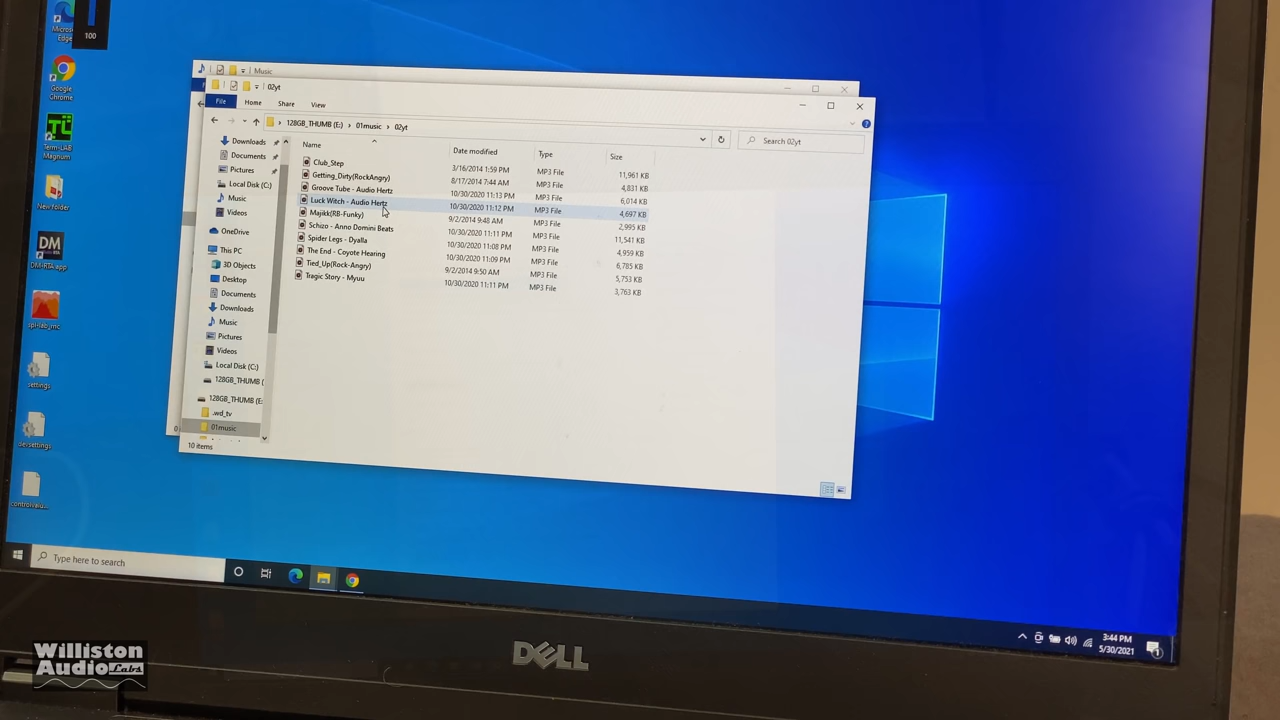 Microsoft
Edge
100
Google
Chrome
TL
Term-LAB
Magnum
New folder
DM
DM-RTA.app
settings
devsettings
Music
02yt
File Home Share View
128GB_THUMB (E:) > 01music > 02yt
Search 02yt
Name Date modified Type Size
Club_Step 3/16/2014 1:59 PM MP3 File 11,961 KB
Getting_Dirty(RockAngry) 8/17/2014 7:44 AM MP3 File 4,831 KB
Groove Tube - Audio Hertz 10/30/2020 11:13 PM MP3 File 6,014 KB
Luck Witch - Audio Hertz 10/30/2020 11:12 PM MP3 File 4,697 KB
Majikk(RB-Funky) 9/2/2014 9:48 AM MP3 File 2,995 KB
Schizo - Anno Domini Beats 10/30/2020 11:11 PM MP3 File 11,541 KB
Spider Legs - Dyalla 10/30/2020 11:08 PM MP3 File 4,959 KB
The End - Coyote Hearing 10/30/2020 11:09 PM MP3 File 6,785 KB
Tied_Up(Rock-Angry) 9/2/2014 9:50 AM MP3 File 5,753 KB
Tragic Story - Myuu 10/30/2020 11:11 PM MP3 File 3,763 KB
Downloads
Documents
Pictures
Local Disk (C:)
Music
Videos
OneDrive
This PC
3D Objects
Desktop
Documents
Downloads
Music
Pictures
Videos
Local Disk (C:)
128GB_THUMB (
128GB_THUMB (E:
.wd_tv
01music
10 items
Type here to search
3:44 PM
5/30/2021
1
DELL
Williston
Audio Labs